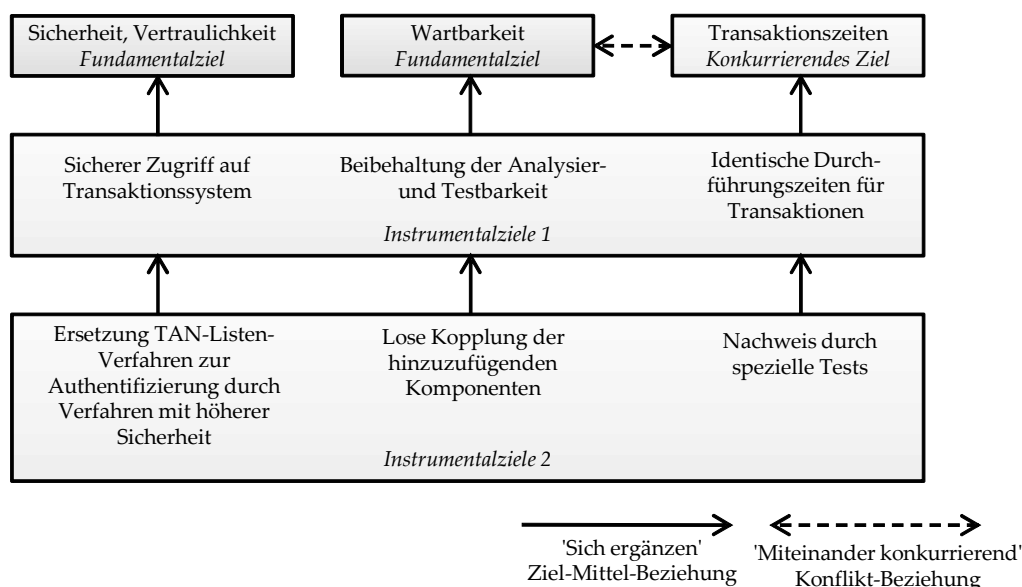 Sicherheit, Vertraulichkeit
Fundamentalziel
Wartbarkeit
Fundamentalziel
Transaktionszeiten
Konkurrierendes Ziel
Sicherer Zugriff auf
Transaktionssystem
Beibehaltung der Analysier-
und Testbarkeit
Identische Durch-
führungszeiten für
Transaktionen
Instrumentalziele 1
Ersetzung TAN-Listen-
Verfahren zur
Authentifizierung durch
Verfahren mit höherer
Sicherheit
Lose Kopplung der
hinzuzufügenden
Komponenten
Nachweis durch
spezielle Tests
Instrumentalziele 2
'Sich ergänzen'
Ziel-Mittel-Beziehung
'Miteinander konkurrierend'
Konflikt-Beziehung